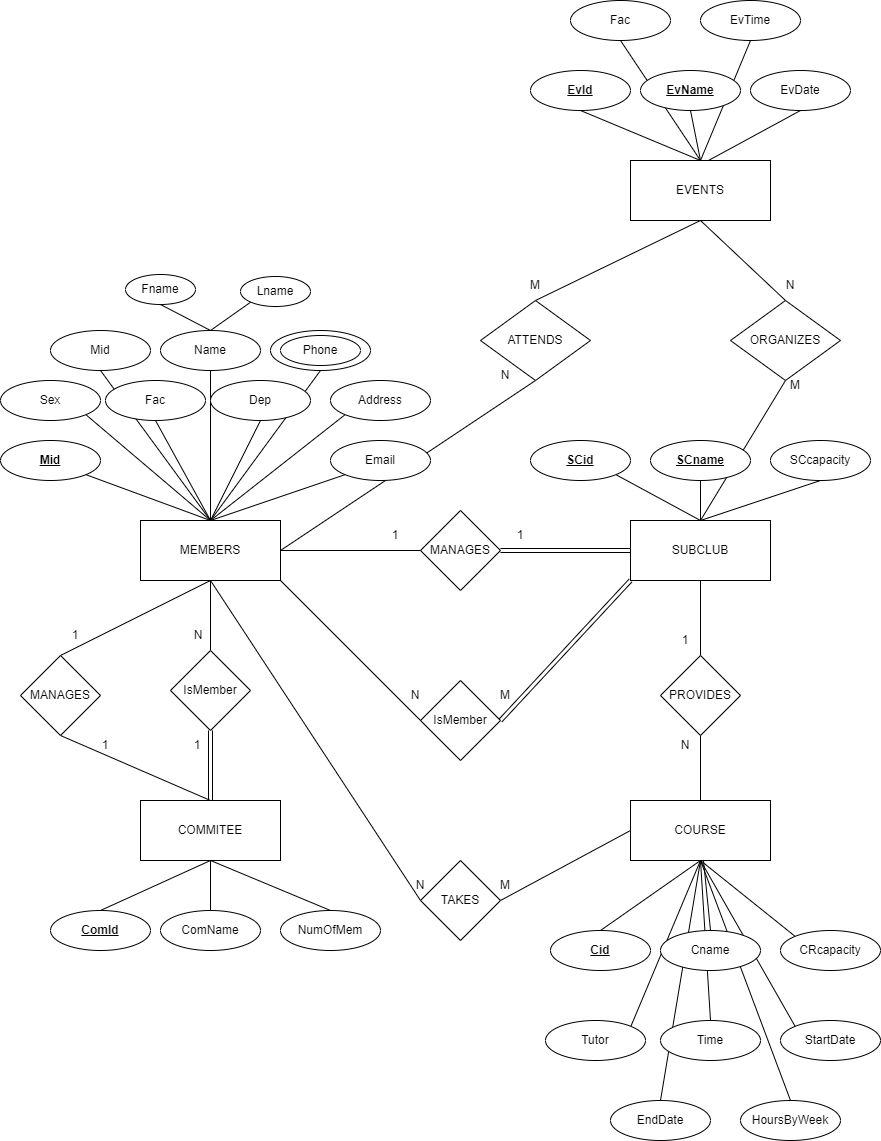 Fac
EvTime
EvId
EvName
EvDate
EVENTS
M
N
Fname
Lname
Mid
Name
Phone
ATTENDS
ORGANIZES
N
M
Sex
Fac
Dep
Address
Mid
Email
SCid
SCname
SCcapacity
MEMBERS
1
MANAGES
1
SUBCLUB
1
N
1
MANAGES
IsMember
N
M
PROVIDES
IsMember
1
1
N
COMMITEE
COURSE
N
M
TAKES
ComId
ComName
NumOfMem
Cid
Cname
CRcapacity
Tutor
Time
StartDate
EndDate
HoursByWeek